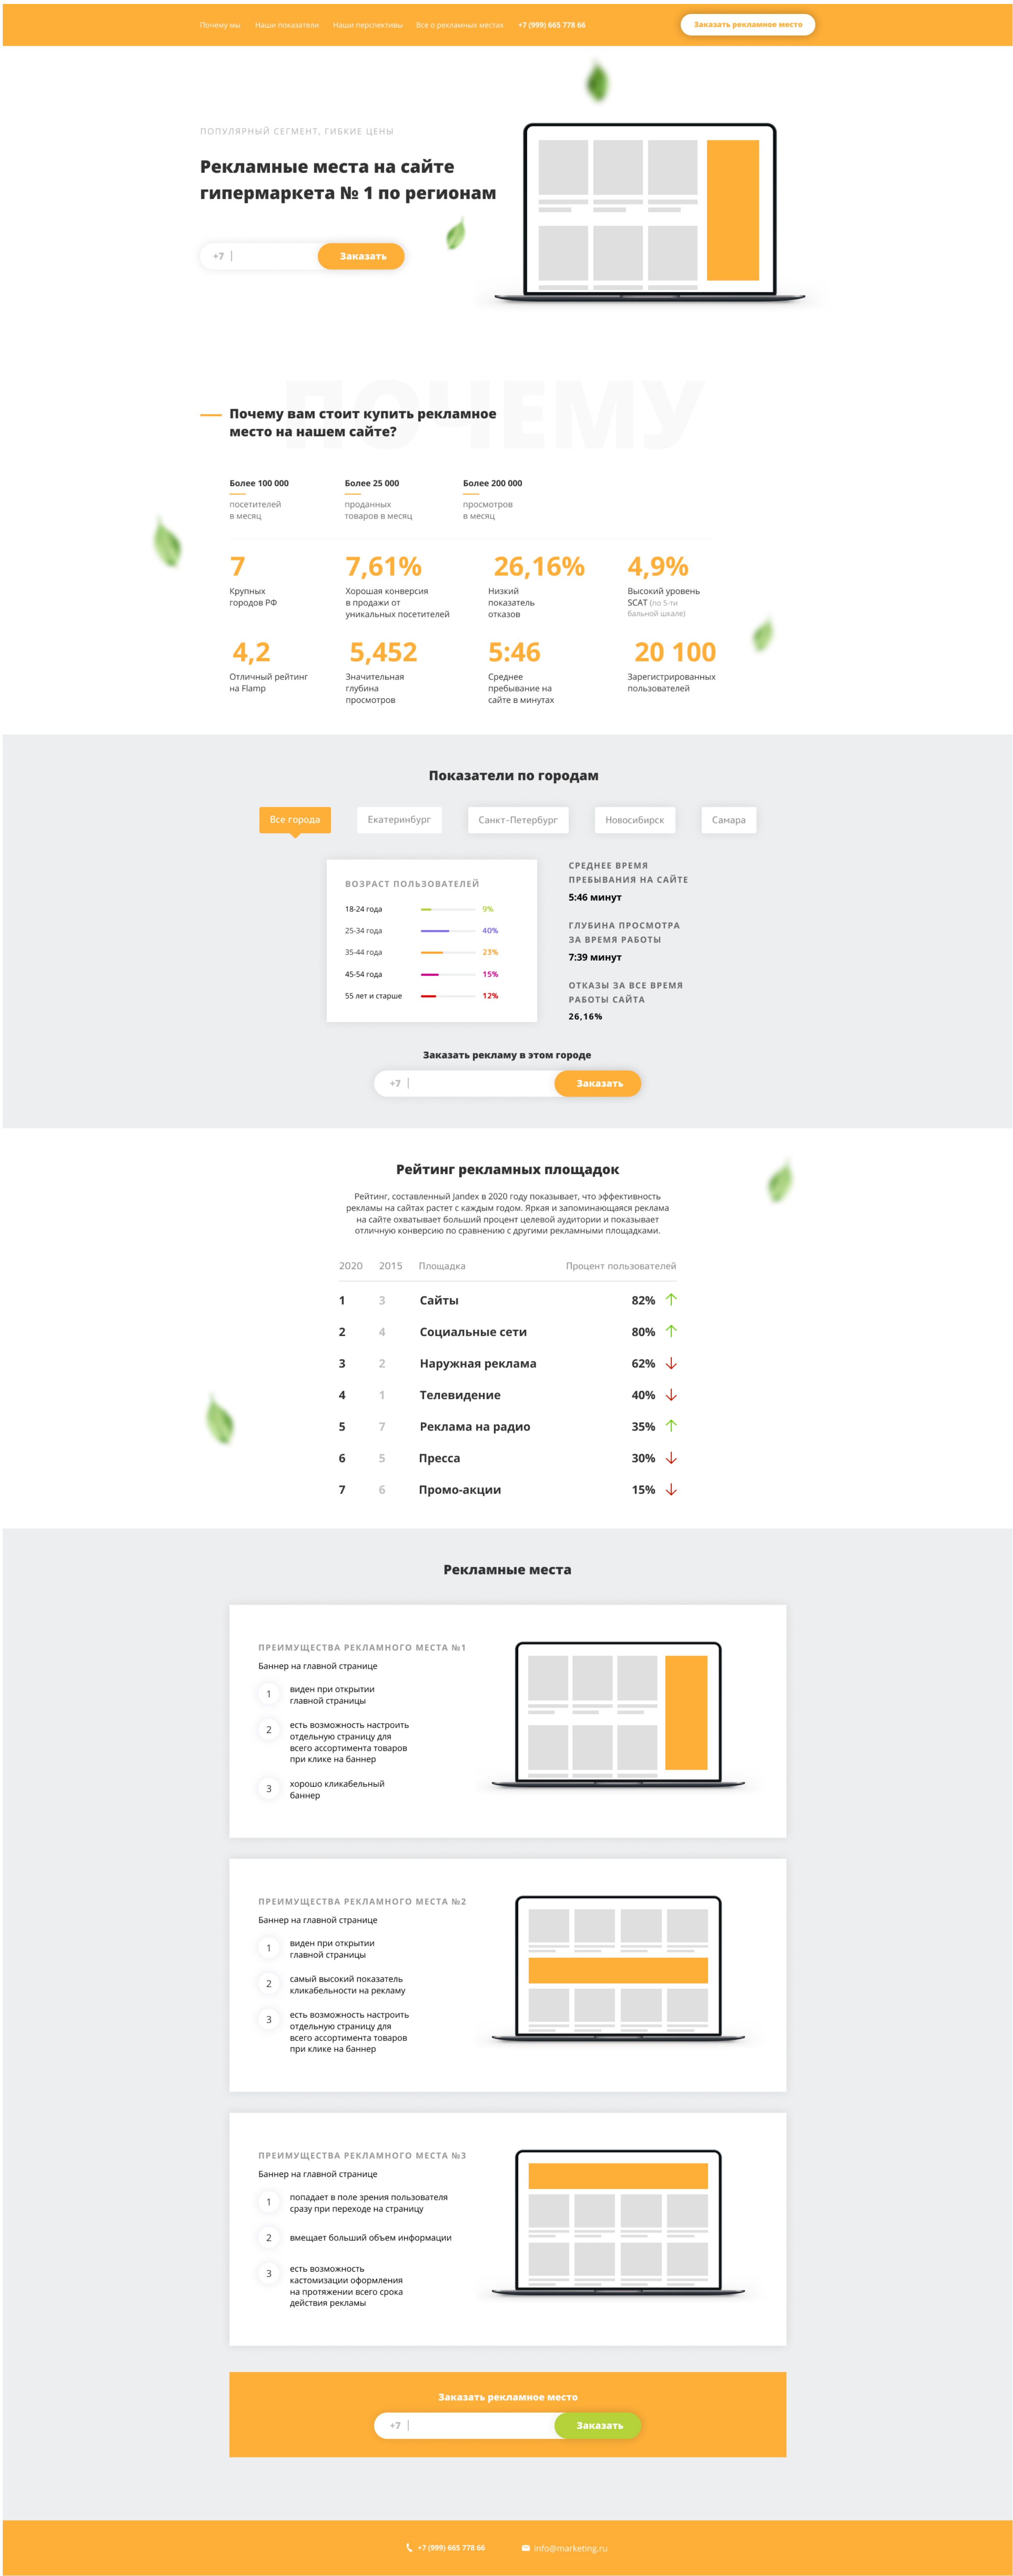 Почему мы Наши показатели Наши перспективы Все о рекламных местах +7 (999) 665 778 66 Заказать рекламное место
ПОПУЛЯРНЫЙ СЕГМЕНТ, ГИБКИЕ ЦЕНЫ
Рекламные места на сайте
гипермаркета № 1 по регионам
+7 Заказать
ПОЧЕМУ
Почему вам стоит купить рекламное
место на нашем сайте?
Более 100 000 Более 25 000 Более 200 000
посетителей проданных просмотров
в месяц товаров в месяц в месяц
7 7,61% 26,16% 4,9%
Крупных Хорошая конверсия Низкий Высокий уровень
городов РФ в продажи от показатель SCAT (по 5-ти
уникальных посетителей отказов бальной шкале)
4,2 5,452 5:46 20 100
Отличный рейтинг Значительная Среднее Зарегистрированных
на Flamp глубина пребывание на пользователей
просмотров сайте в минутах
Показатели по городам
Все города Екатеринбург Санкт-Петербург Новосибирск Самара
ВОЗРАСТ ПОЛЬЗОВАТЕЛЕЙ
18-24 года 9%
25-34 года 40%
35-44 года 23%
45-54 года 15%
55 лет и старше 12%
СРЕДНЕЕ ВРЕМЯ
ПРЕБЫВАНИЯ НА САЙТЕ
5:46 минут
ГЛУБИНА ПРОСМОТРА
ЗА ВРЕМЯ РАБОТЫ
7:39 минут
ОТКАЗЫ ЗА ВСЕ ВРЕМЯ
РАБОТЫ САЙТА
26,16%
Заказать рекламу в этом городе
+7 Заказать
Рейтинг рекламных площадок
Рейтинг, составленный Jandex в 2020 году показывает, что эффективность
рекламы на сайтах растет с каждым годом. Яркая и запоминающаяся реклама
на сайте охватывает больший процент целевой аудитории и показывает
отличную конверсию по сравнению с другими рекламными площадками.
2020 2015 Площадка Процент пользователей
1 3 Сайты 82%
2 4 Социальные сети 80%
3 2 Наружная реклама 62%
4 1 Телевидение 40%
5 7 Реклама на радио 35%
6 5 Пресса 30%
7 6 Промо-акции 15%
Рекламные места
ПРЕИМУЩЕСТВА РЕКЛАМНОГО МЕСТА №1
Баннер на главной странице
1 виден при открытии
главной страницы
2 есть возможность настроить
отдельную страницу для
всего ассортимента товаров
при клике на баннер
3 хорошо кликабельный
баннер
ПРЕИМУЩЕСТВА РЕКЛАМНОГО МЕСТА №2
Баннер на главной странице
1 виден при открытии
главной страницы
2 самый высокий показатель
кликабельности на рекламу
3 есть возможность настроить
отдельную страницу для
всего ассортимента товаров
при клике на баннер
ПРЕИМУЩЕСТВА РЕКЛАМНОГО МЕСТА №3
Баннер на главной странице
1 попадает в поле зрения пользователя
сразу при переходе на страницу
2 вмещает больший объем информации
3 есть возможность
кастомизации оформления
на протяжении всего срока
действия рекламы
Заказать рекламное место
+7 Заказать
+7 (999) 665 778 66 info@marketing.ru